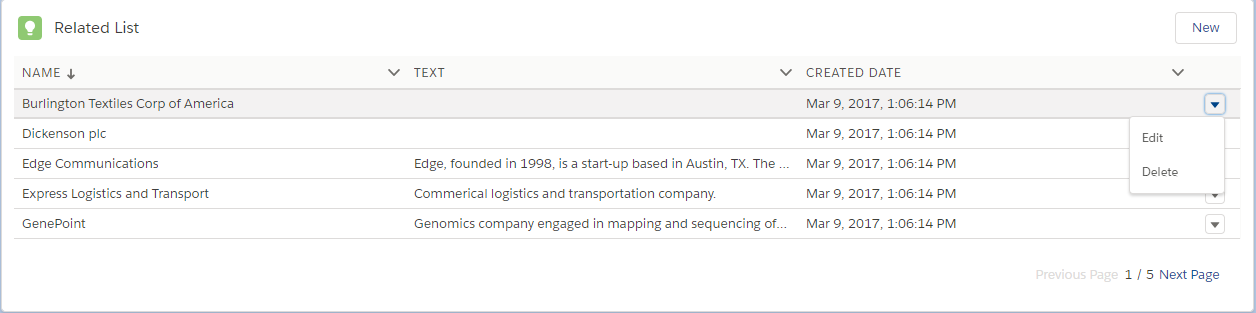 Related List
New
NAME TEXT CREATED DATE
Burlington Textiles Corp of America Mar 9, 2017, 1:06:14 PM
Dickenson plc Mar 9, 2017, 1:06:14 PM
Edit
Edge Communications Edge, founded in 1998, is a start-up based in Austin, TX. The ... Mar 9, 2017, 1:06:14 PM
Delete
Express Logistics and Transport Commerical logistics and transportation company. Mar 9, 2017, 1:06:14 PM
GenePoint Genomics company engaged in mapping and sequencing of... Mar 9, 2017, 1:06:14 PM
Previous Page 1 / 5 Next Page